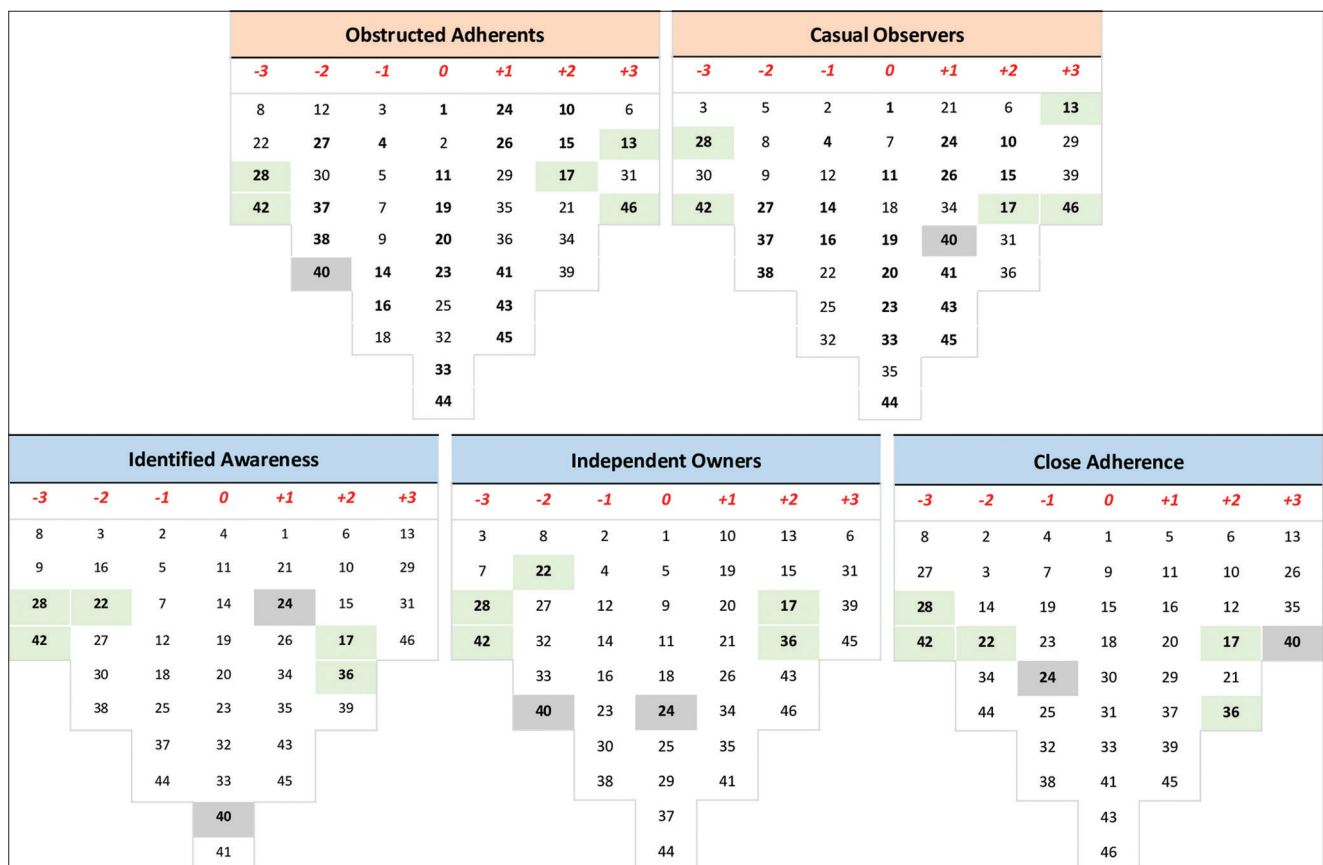 Obstructed Adherents Casual Observers
-3 -2 -1 0 +1 +2 +3 -3 -2 -1 0 +1 +2 +3
8 12 3 1 24 10 6 3 5 2 1 21 6 13
22 27 4 2 26 15 13 28 8 4 7 24 10 29
28 30 5 11 29 17 31 30 9 12 11 26 15 39
42 37 7 19 35 21 46 42 27 14 18 34 17 46
38 9 20 36 34 37 16 19 40 31
40 14 23 41 39 38 22 20 41 36
16 25 43 25 23 43
18 32 45 32 33 45
33 35
44 44
Identified Awareness Independent Owners Close Adherence
-3 -2 -1 0 +1 +2 +3 -3 -2 -1 0 +1 +2 +3 -3 -2 -1 0 +1 +2 +3
8 3 2 4 1 6 13 3 8 2 1 10 13 6 8 2 4 1 5 6 13
9 16 5 11 21 10 29 7 22 4 5 19 15 31 27 3 7 9 11 10 26
28 22 7 14 24 15 31 28 27 12 9 20 17 39 28 14 19 15 16 12 35
42 27 12 19 26 17 46 42 32 14 11 21 36 45 42 22 23 18 20 17 40
30 18 20 34 36 33 16 18 26 43 34 24 30 29 21
38 25 23 35 39 40 23 24 34 46 44 25 31 37 36
37 32 43 30 25 35 32 33 39
44 33 45 38 29 41 38 41 45
40 37 43
41 44 46